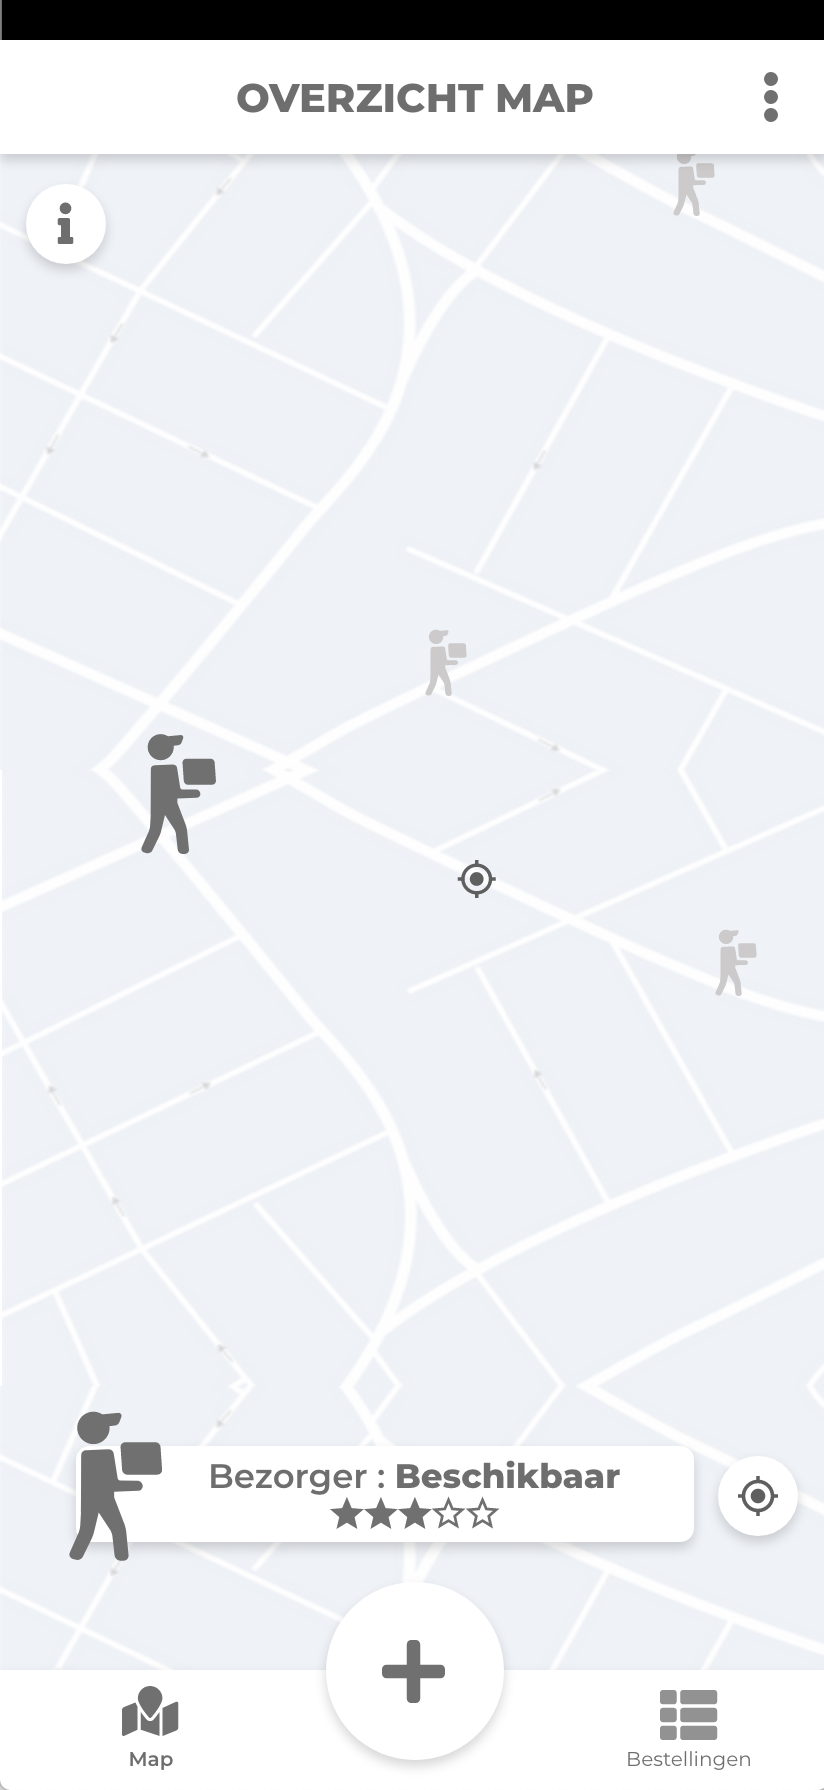 OVERZICHT MAP
Bezorger : Beschikbaar
Map
Bestellingen